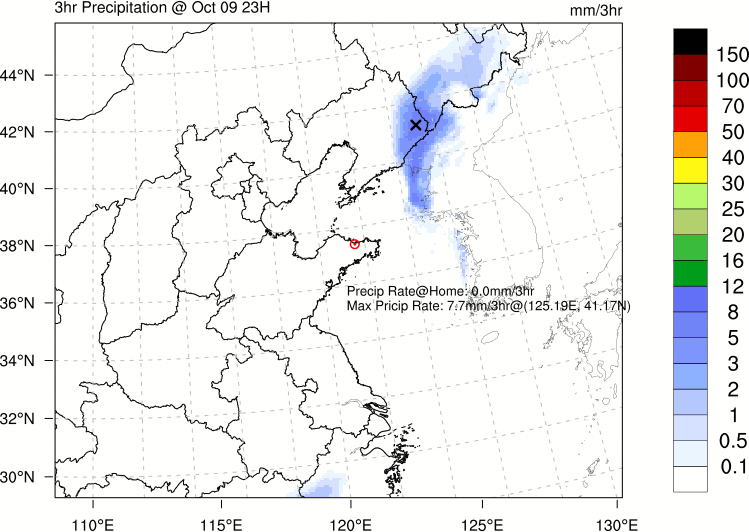 3hr Precipitation @ Oct 09 23H
mm/3hr
44°N
42°N
40°N
38°N
36°N
34°N
32°N
30°N
110°E
115°E
120°E
125°E
130°E
Precip Rate@Home: 0.0mm/3hr
Max Pricip Rate: 7.7mm/3hr@(125.19E, 41.17N)
150
100
70
50
40
30
25
20
16
12
8
5
3
2
1
0.5
0.1